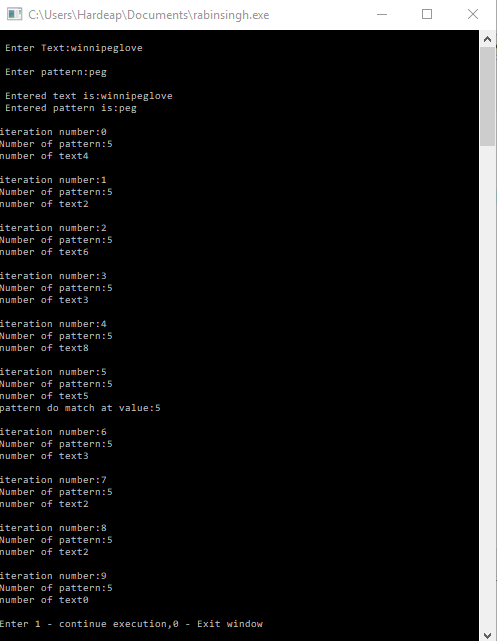 C:\Users\Hardeap\Documents\rabinsingh.exe
Enter Text:winnipeglove
Enter pattern:peg
Entered text is:winnipeglove
Entered pattern is:peg
iteration number:0
Number of pattern:5
number of text4
iteration number:1
Number of pattern:5
number of text2
iteration number:2
Number of pattern:5
number of text6
iteration number:3
Number of pattern:5
number of text3
iteration number:4
Number of pattern:5
number of text8
iteration number:5
Number of pattern:5
number of text5
pattern do match at value:5
iteration number:6
Number of pattern:5
number of text3
iteration number:7
Number of pattern:5
number of text2
iteration number:8
Number of pattern:5
number of text2
iteration number:9
Number of pattern:5
number of text0
Enter 1 - continue execution,0 - Exit window